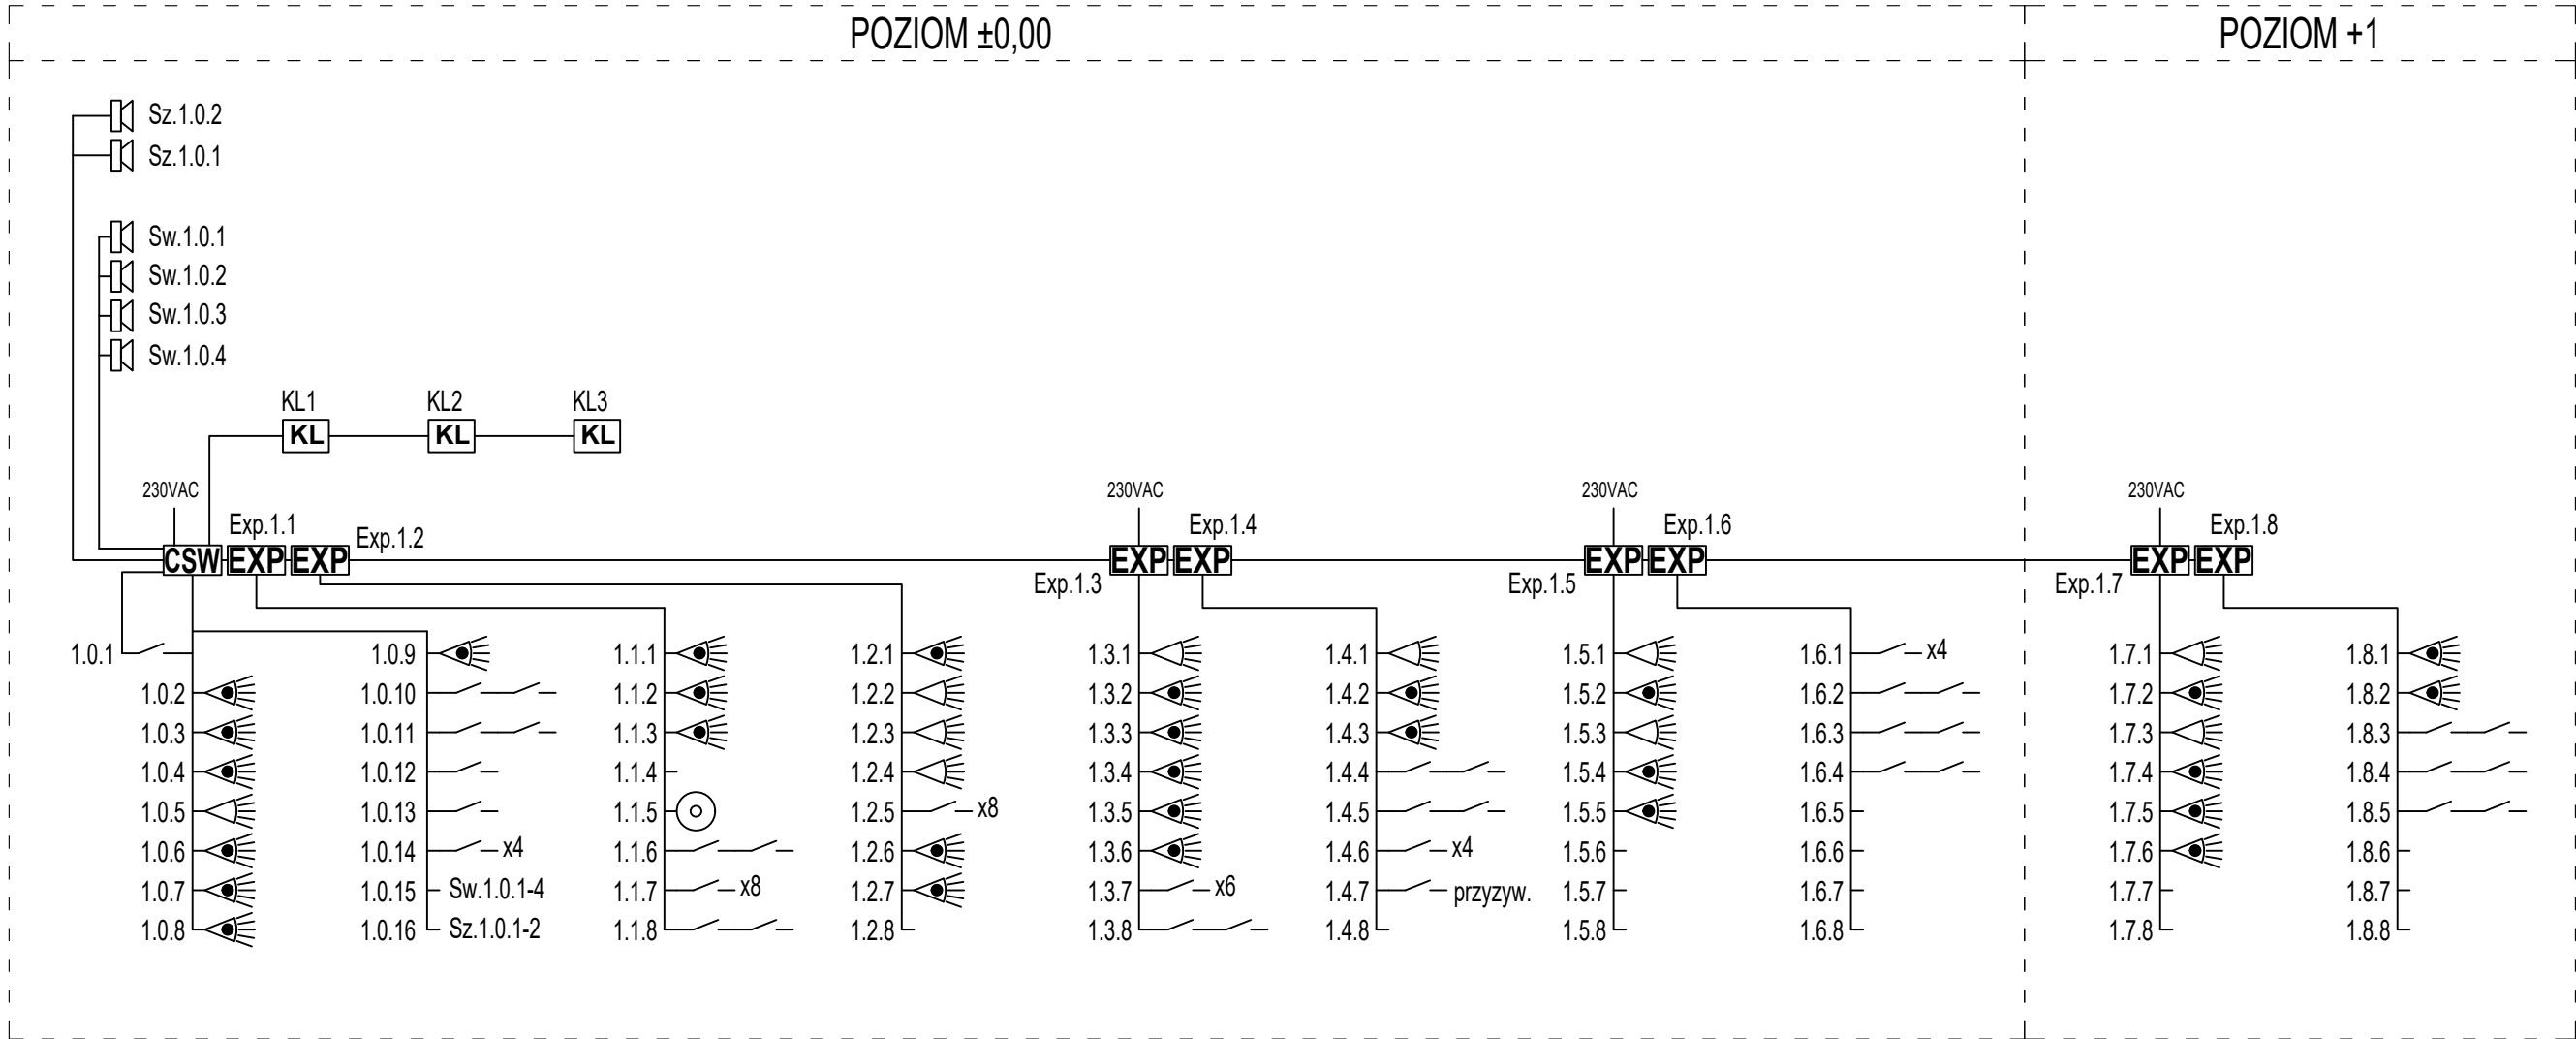 POZIOM ±0,00
POZIOM +1
Sz.1.0.2
Sz.1.0.1
Sw.1.0.1
Sw.1.0.2
Sw.1.0.3
Sw.1.0.4
KL1
KL2
KL3
KL
KL
KL
230VAC
230VAC
230VAC
230VAC
Exp.1.1
Exp.1.2
Exp.1.4
Exp.1.6
Exp.1.8
CSW
EXP
EXP
EXP
EXP
EXP
EXP
EXP
EXP
Exp.1.3
Exp.1.5
Exp.1.7
1.0.1
1.0.2
1.0.3
1.0.4
1.0.5
1.0.6
1.0.7
1.0.8
1.0.9
1.0.10
1.0.11
1.0.12
1.0.13
1.0.14 x4
1.0.15 Sw.1.0.1-4
1.0.16 Sz.1.0.1-2
1.1.1
1.1.2
1.1.3
1.1.4
1.1.5
1.1.6
1.1.7 x8
1.1.8
1.2.1
1.2.2
1.2.3
1.2.4
1.2.5 x8
1.2.6
1.2.7
1.2.8
1.3.1
1.3.2
1.3.3
1.3.4
1.3.5
1.3.6
1.3.7 x6
1.3.8
1.4.1
1.4.2
1.4.3
1.4.4
1.4.5
1.4.6 x4
1.4.7 przyzyw.
1.4.8
1.5.1
1.5.2
1.5.3
1.5.4
1.5.5
1.5.6
1.5.7
1.5.8
1.6.1 x4
1.6.2
1.6.3
1.6.4
1.6.5
1.6.6
1.6.7
1.6.8
1.7.1
1.7.2
1.7.3
1.7.4
1.7.5
1.7.6
1.7.7
1.7.8
1.8.1
1.8.2
1.8.3
1.8.4
1.8.5
1.8.6
1.8.7
1.8.8